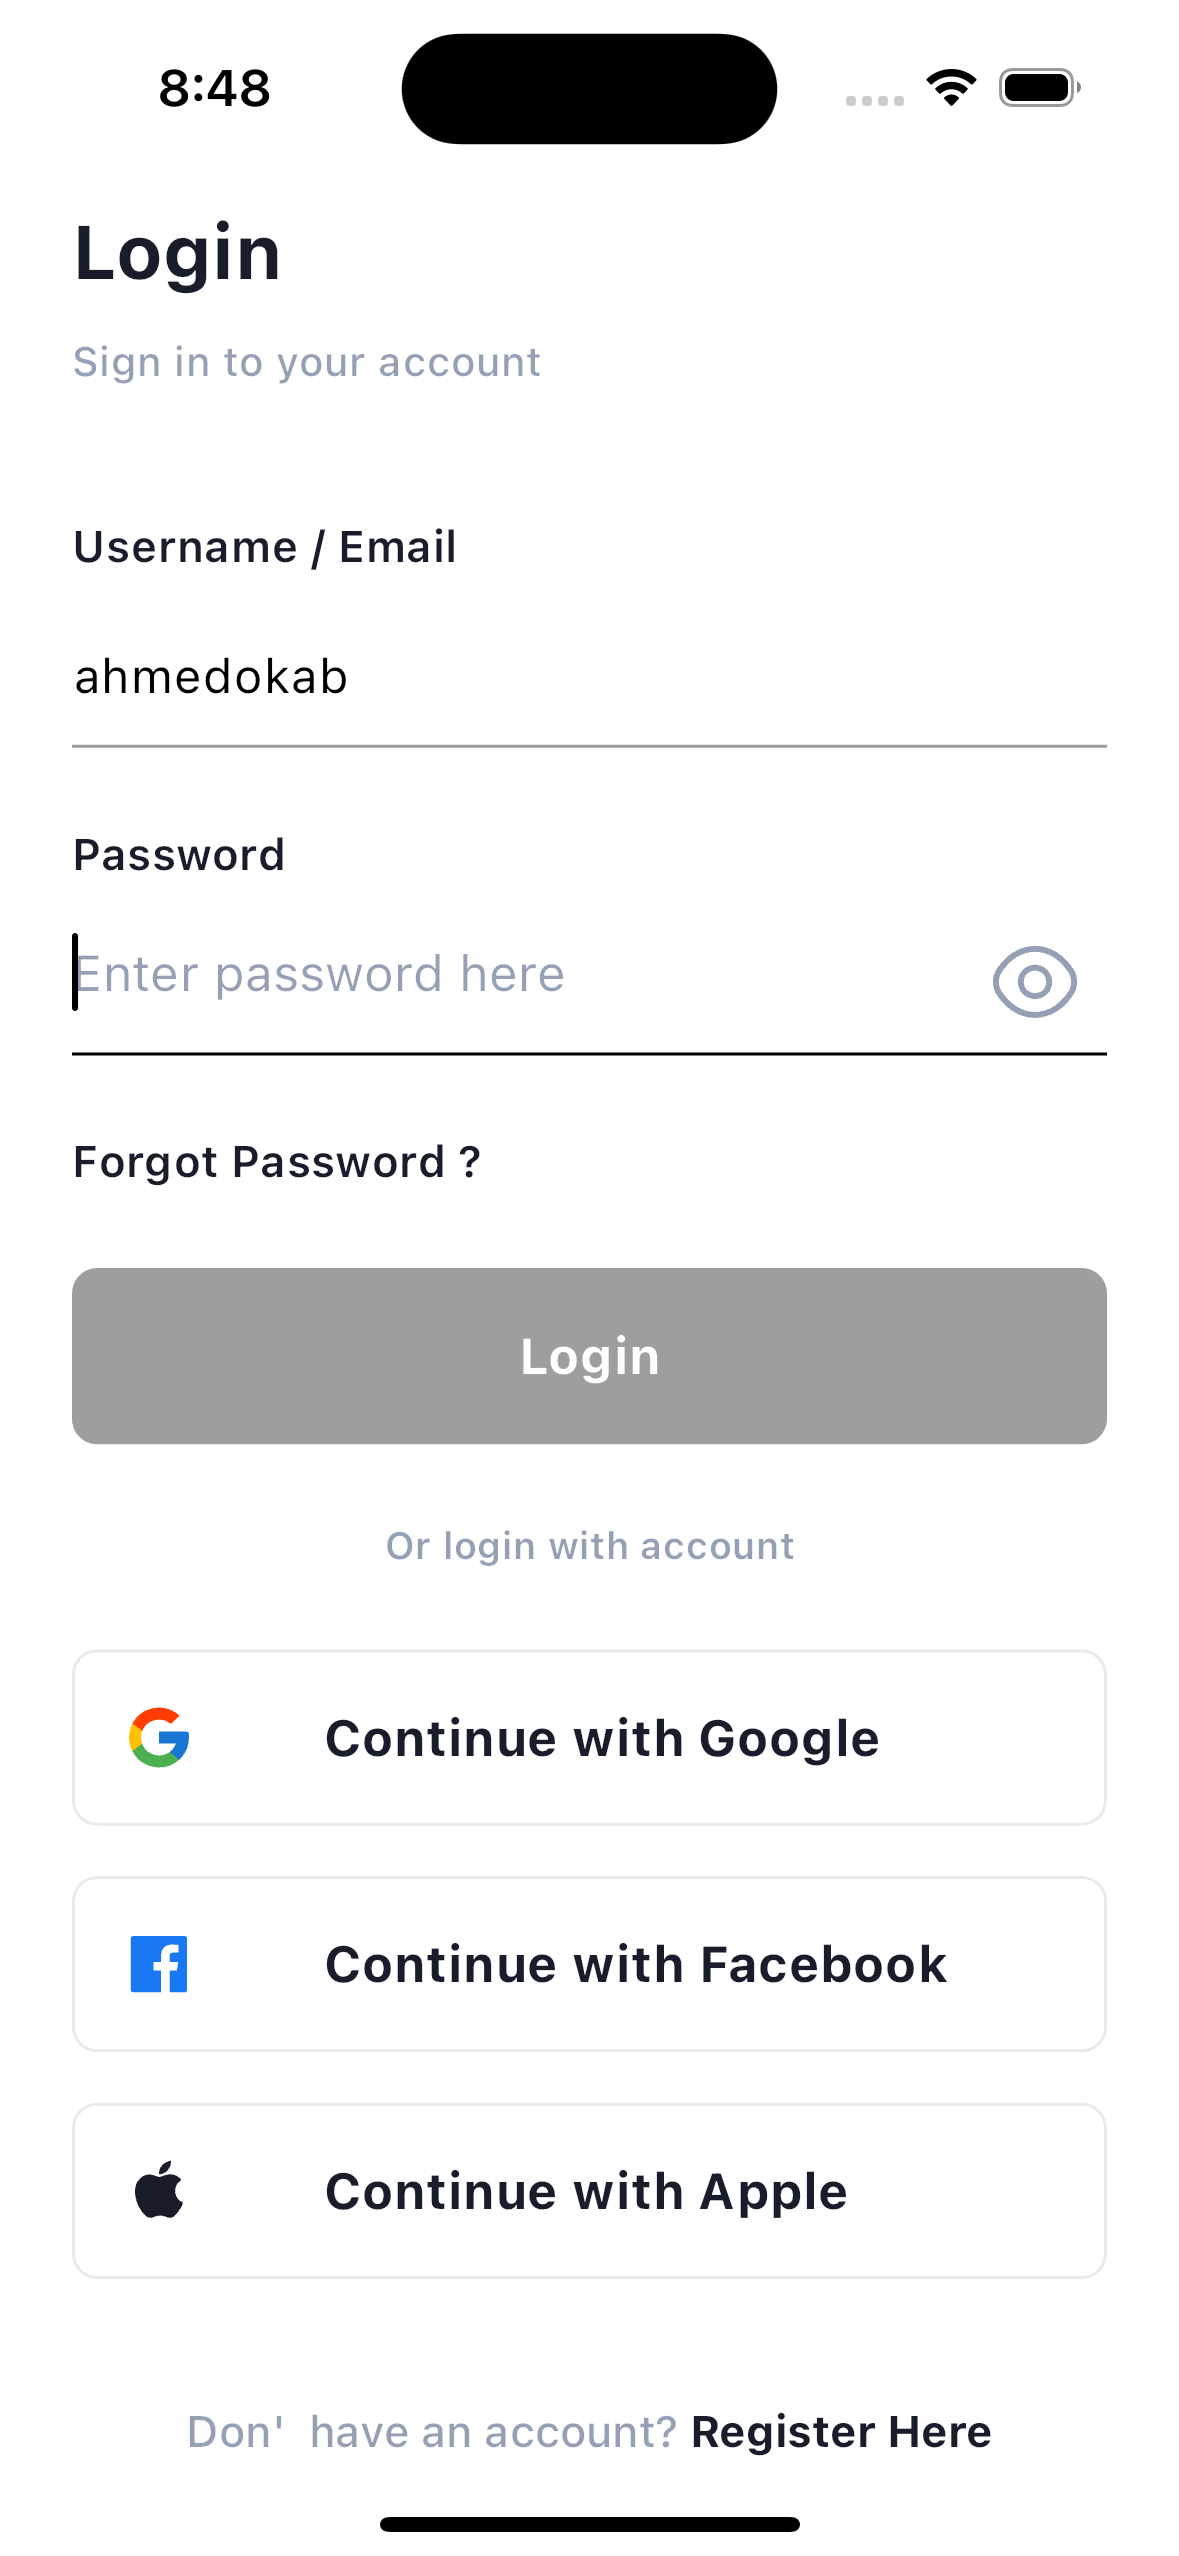 8:48
Login
Sign in to your account
Username / Email
ahmedokab
Password
Enter password here
Forgot Password ?
Login
Or login with account
Continue with Google
Continue with Facebook
Continue with Apple
Don'  have an account? Register Here